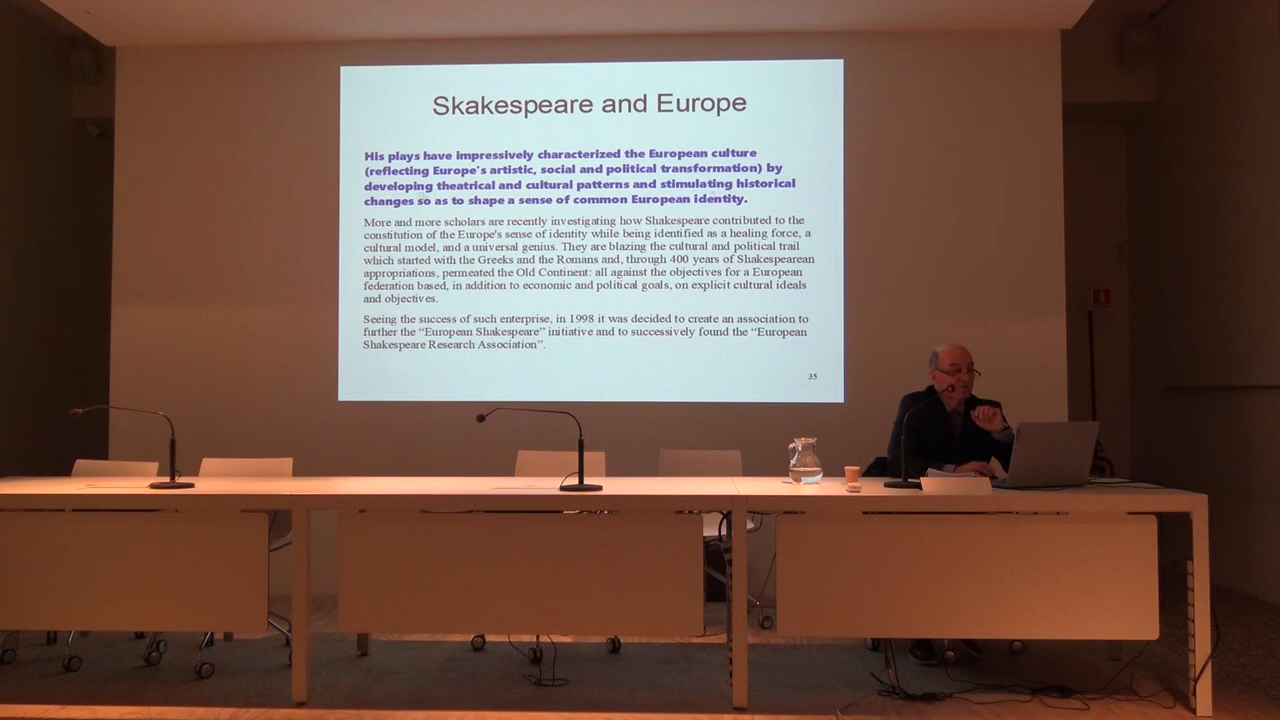 Skakespeare and Europe
His plays have impressively characterized the European culture
(reflecting Europe's artistic, social and political transformation) by
developing theatrical and cultural patterns and stimulating historical
changes so as to shape a sense of common European identity.
More and more scholars are recently investigating how Shakespeare contributed to the
constitution of the Europe's sense of identity while being identified as a healing force, a
cultural model, and a universal genius. They are blazing the cultural and political trail
which started with the Greeks and the Romans and, through 400 years of Shakespearean
appropriations, permeated the Old Continent: all against the objectives for a European
federation based, in addition to economic and political goals, on explicit cultural ideals
and objectives.
Seeing the success of such enterprise, in 1998 it was decided to create an association to
further the “European Shakespeare” initiative and to successively found the “European
Shakespeare Research Association”.
35